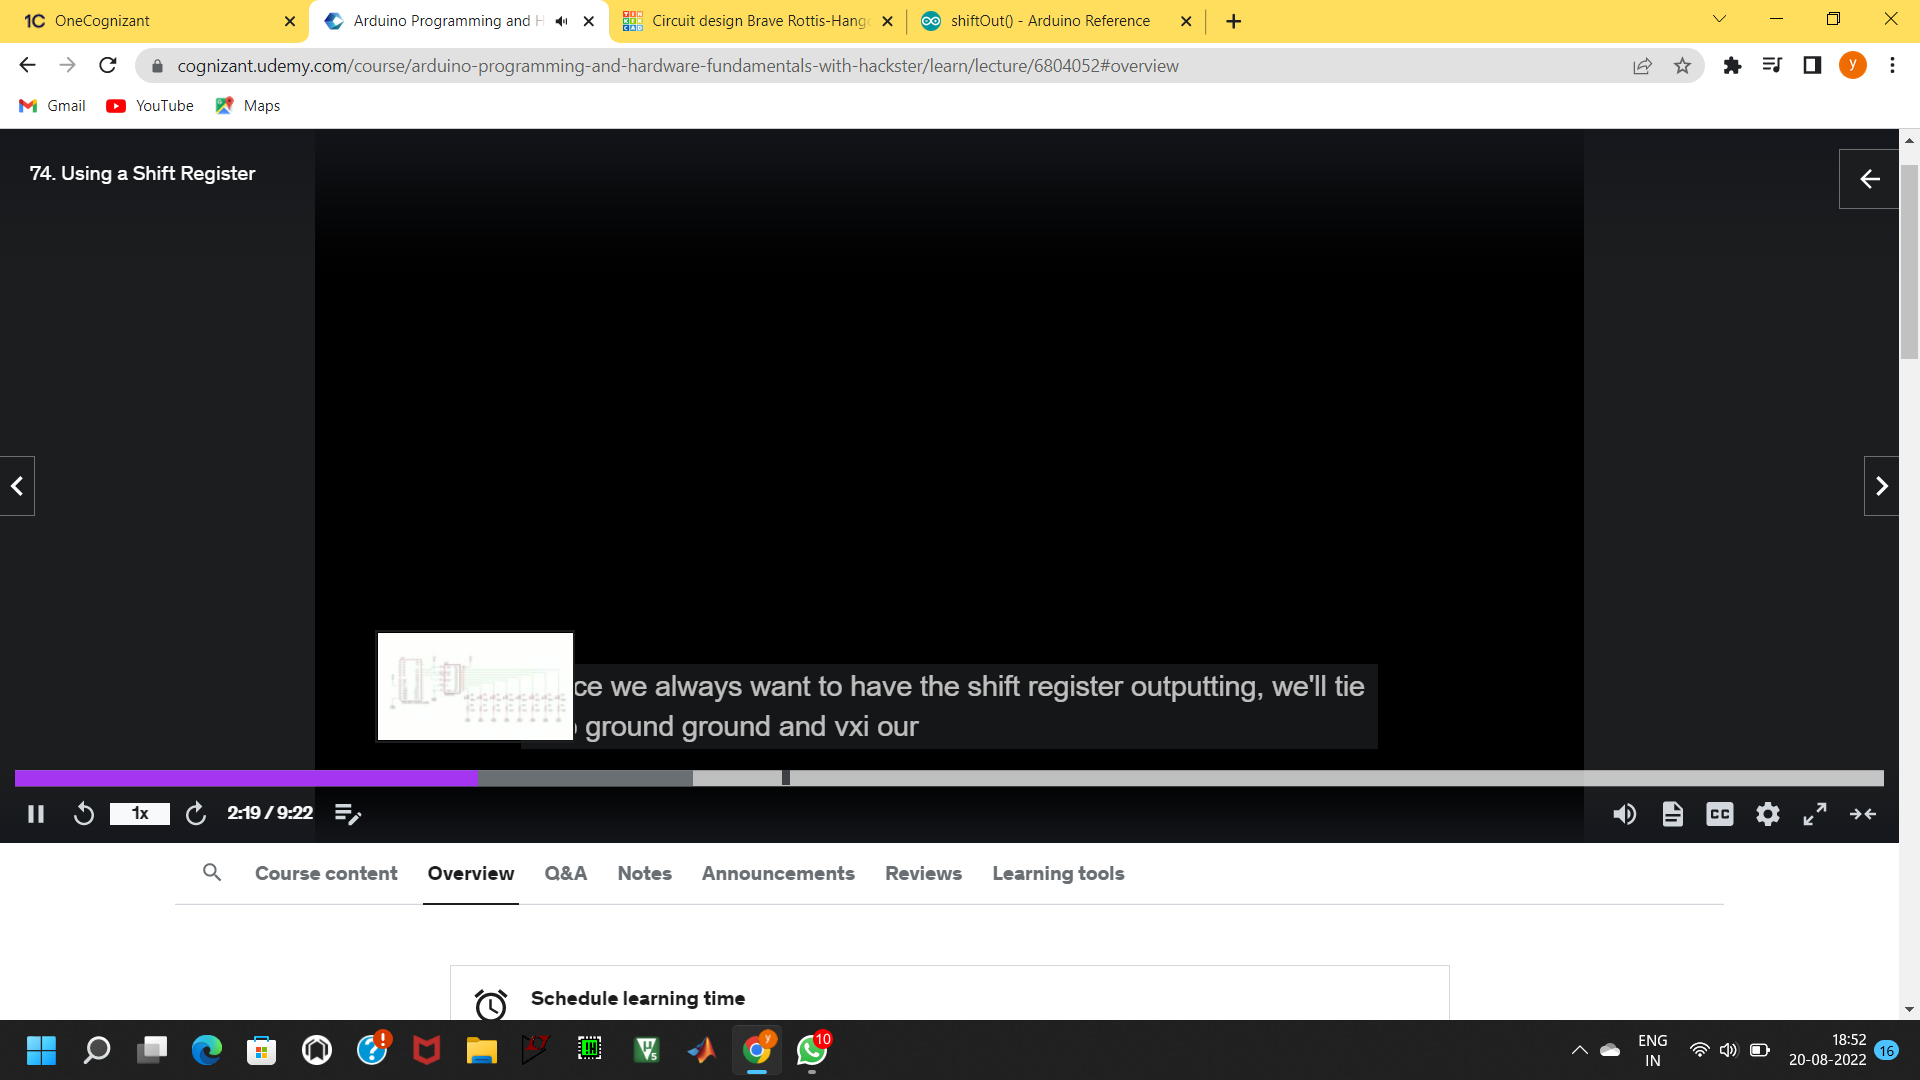 OneCognizant
Arduino Programming and H
Circuit design Brave Rottis-Hang
shiftOut() - Arduino Reference
cognizant.udemy.com/course/arduino-programming-and-hardware-fundamentals-with-hackster/learn/lecture/6804052#overview
y
Gmail
YouTube
Maps
74. Using a Shift Register
ce we always want to have the shift register outputting, we'll tie
ground ground and vxi our
1x
2:19 / 9:22
CC
Course content
Overview
Q&A
Notes
Announcements
Reviews
Learning tools
Schedule learning time
10
ENG
IN
18:52
20-08-2022
16